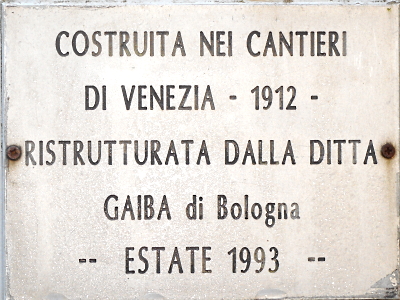 COSTRUITA NEI CANTIERI
DI VENEZIA - 1912 -
RISTRUTTURATA DALLA DITTA
GAIBA di Bologna
-- ESTATE 1993 --